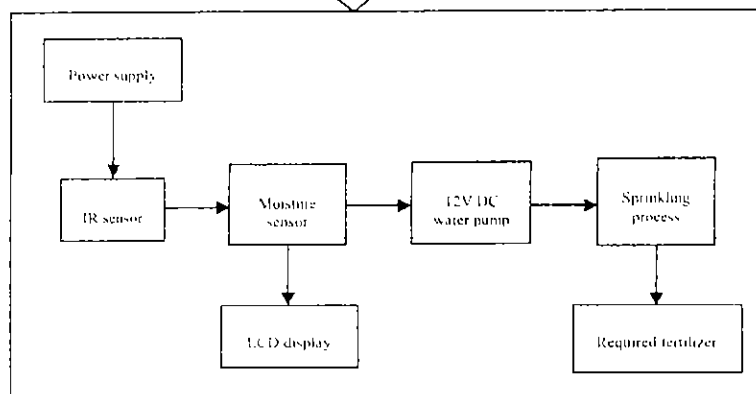 Power supply
IR sensor
Moisture
sensor
12V DC
water pump
Sprinkling
process
LCD display
Required fertilizer